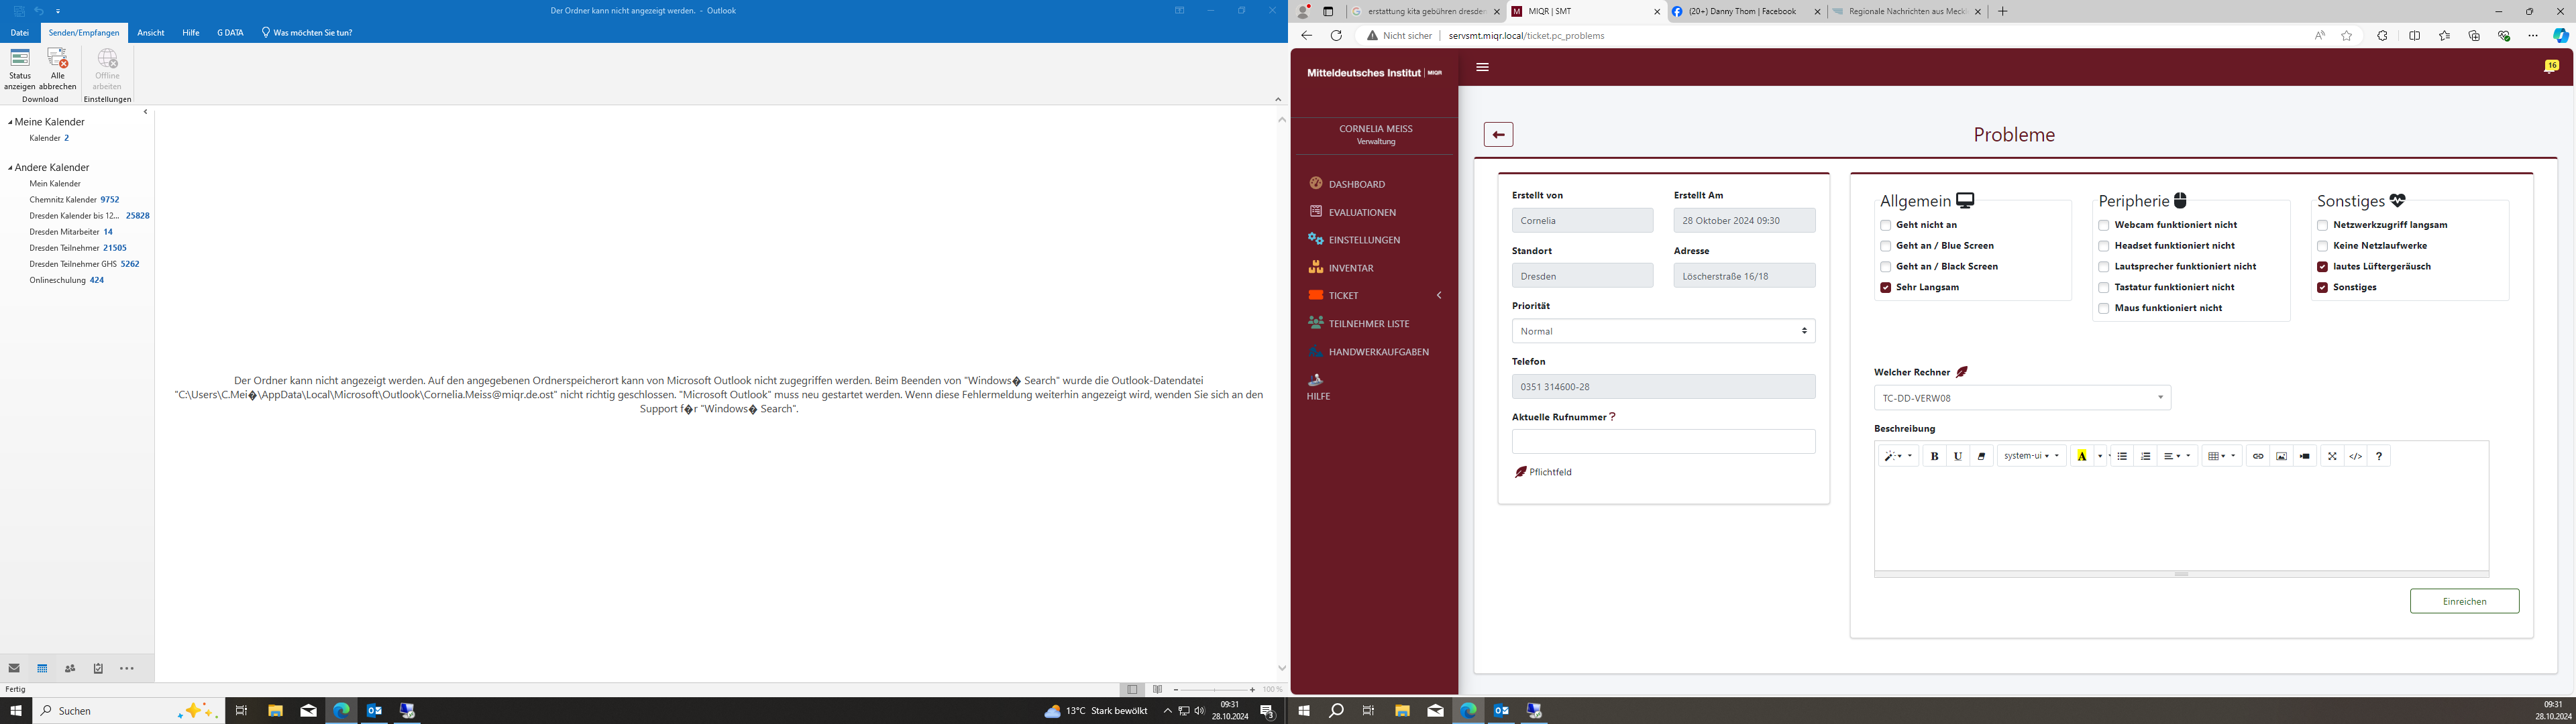 Der Ordner kann nicht angezeigt werden. - Outlook
Datei
Senden/Empfangen
Ansicht
Hilfe
G DATA
Was möchten Sie tun?
Status anzeigen
Alle abbrechen
Offline arbeiten
Download
Einstellungen
Meine Kalender
Kalender 2
Andere Kalender
Mein Kalender
Chemnitz Kalender 9752
Dresden Kalender bis 12... 25828
Dresden Mitarbeiter 14
Dresden Teilnehmer 21505
Dresden Teilnehmer GHS 5262
Onlineschulung 424
Der Ordner kann nicht angezeigt werden. Auf den angegebenen Ordnerspeicherort kann von Microsoft Outlook nicht zugegriffen werden. Beim Beenden von "Windows� Search" wurde die Outlook-Datendatei
"C:\Users\C.Mei�\AppData\Local\Microsoft\Outlook\Cornelia.Meiss@miqr.de.ost" nicht richtig geschlossen. "Microsoft Outlook" muss neu gestartet werden. Wenn diese Fehlermeldung weiterhin angezeigt wird, wenden Sie sich an den
Support f�r "Windows� Search".
Fertig
100 %
Suchen
13°C Stark bewölkt
09:31
28.10.2024
3
erstattung kita gebühren dresden
MIQR | SMT
(20+) Danny Thom | Facebook
Regionale Nachrichten aus Meckl
Nicht sicher
servsmt.miqr.local/ticket.pc_problems
Mitteldeutsches Institut | MIQR
16
CORNELIA MEISS
Verwaltung
DASHBOARD
EVALUATIONEN
EINSTELLUNGEN
INVENTAR
TICKET
TEILNEHMER LISTE
HANDWERKAUFGABEN
HILFE
Probleme
Erstellt von
Erstellt Am
Cornelia
28 Oktober 2024 09:30
Standort
Adresse
Dresden
Löscherstraße 16/18
Priorität
Normal
Telefon
0351 314600-28
Aktuelle Rufnummer ?
Pflichtfeld
Allgemein
Geht nicht an
Geht an / Blue Screen
Geht an / Black Screen
Sehr Langsam
Peripherie
Webcam funktioniert nicht
Headset funktioniert nicht
Lautsprecher funktioniert nicht
Tastatur funktioniert nicht
Maus funktioniert nicht
Sonstiges
Netzwerkzugriff langsam
Keine Netzlaufwerke
lautes Lüftergeräusch
Sonstiges
Welcher Rechner
TC-DD-VERW08
Beschreibung
B U system-ui A </> ?
Einreichen
09:31
28.10.2024